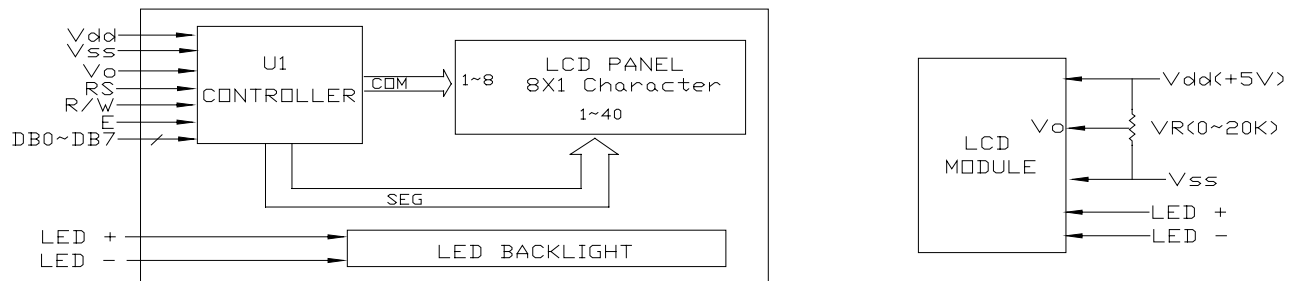 Vdd
Vss
Vo
RS
R/W
E
DB0~DB7
U1
CONTROLLER
COM
1~8
LCD PANEL
8X1 Character
1~40
SEG
LED +
LED -
LED BACKLIGHT
LCD
MODULE
Vdd(+5V)
Vo
VR(0~20K)
Vss
LED +
LED -